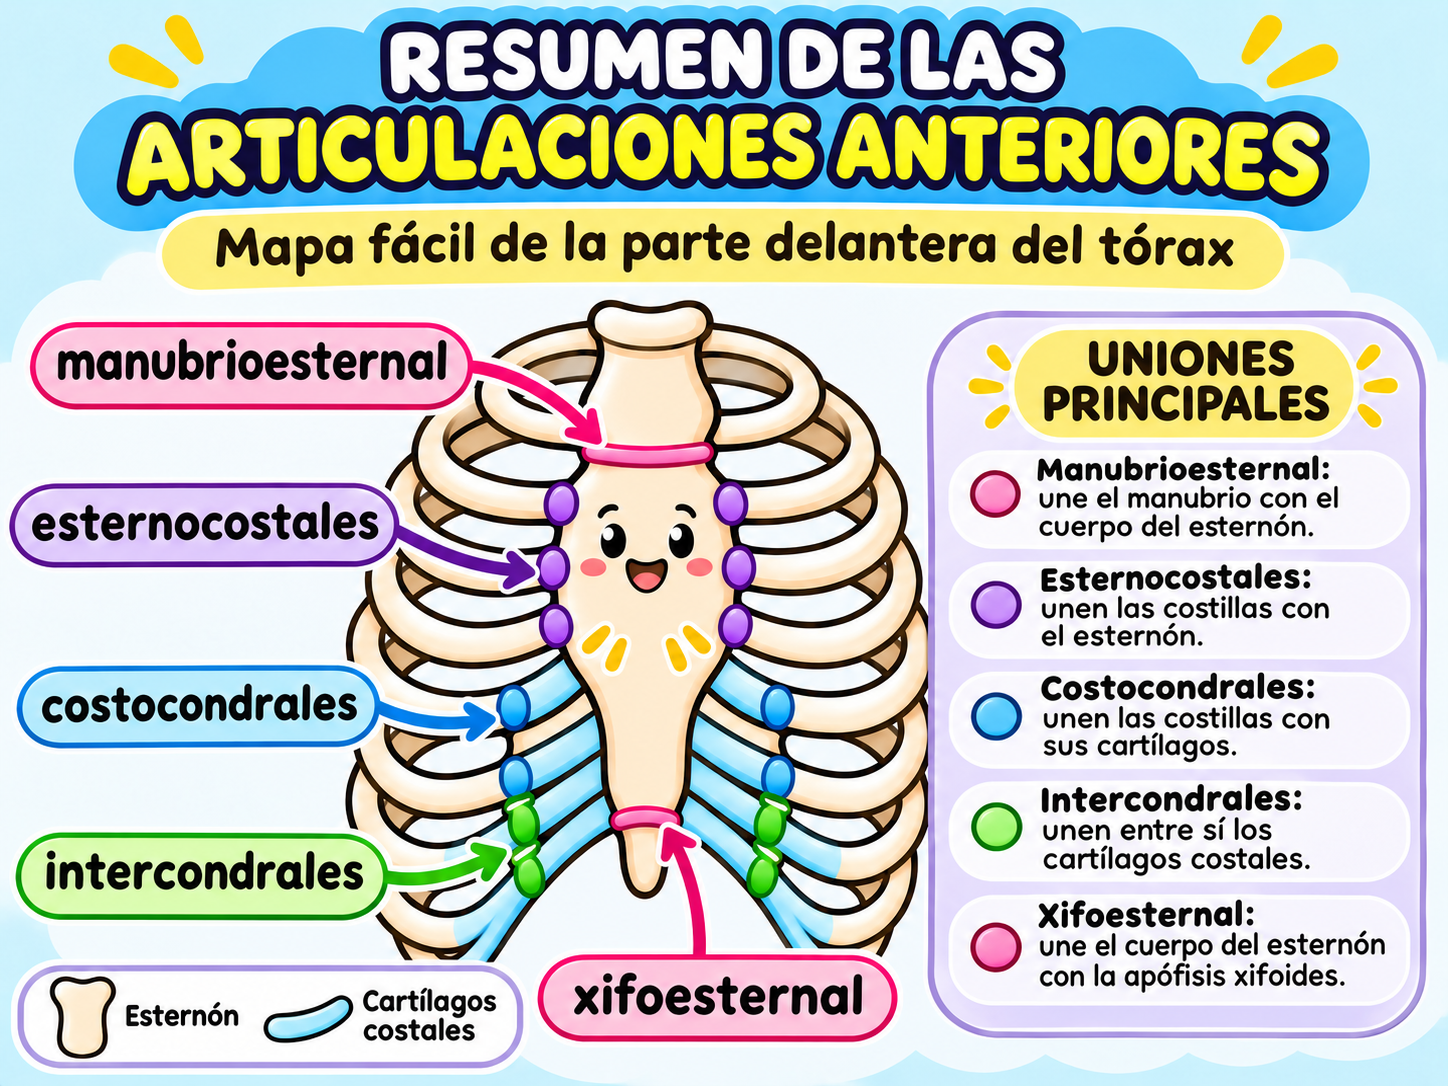 RESUMEN DE LAS
ARTICULACIONES ANTERIORES
Mapa fácil de la parte delantera del tórax
manubrioesternal
esternocostales
costocondrales
intercondrales
xifoesternal
Esternón
Cartílagos
costales
UNIONES
PRINCIPALES
Manubrioesternal:
une el manubrio con el
cuerpo del esternón.
Esternocostales:
unen las costillas con
el esternón.
Costocondrales:
unen las costillas con
sus cartílagos.
Intercondrales:
unen entre sí los
cartílagos costales.
Xifoesternal:
une el cuerpo del esternón
con la apófisis xifoides.